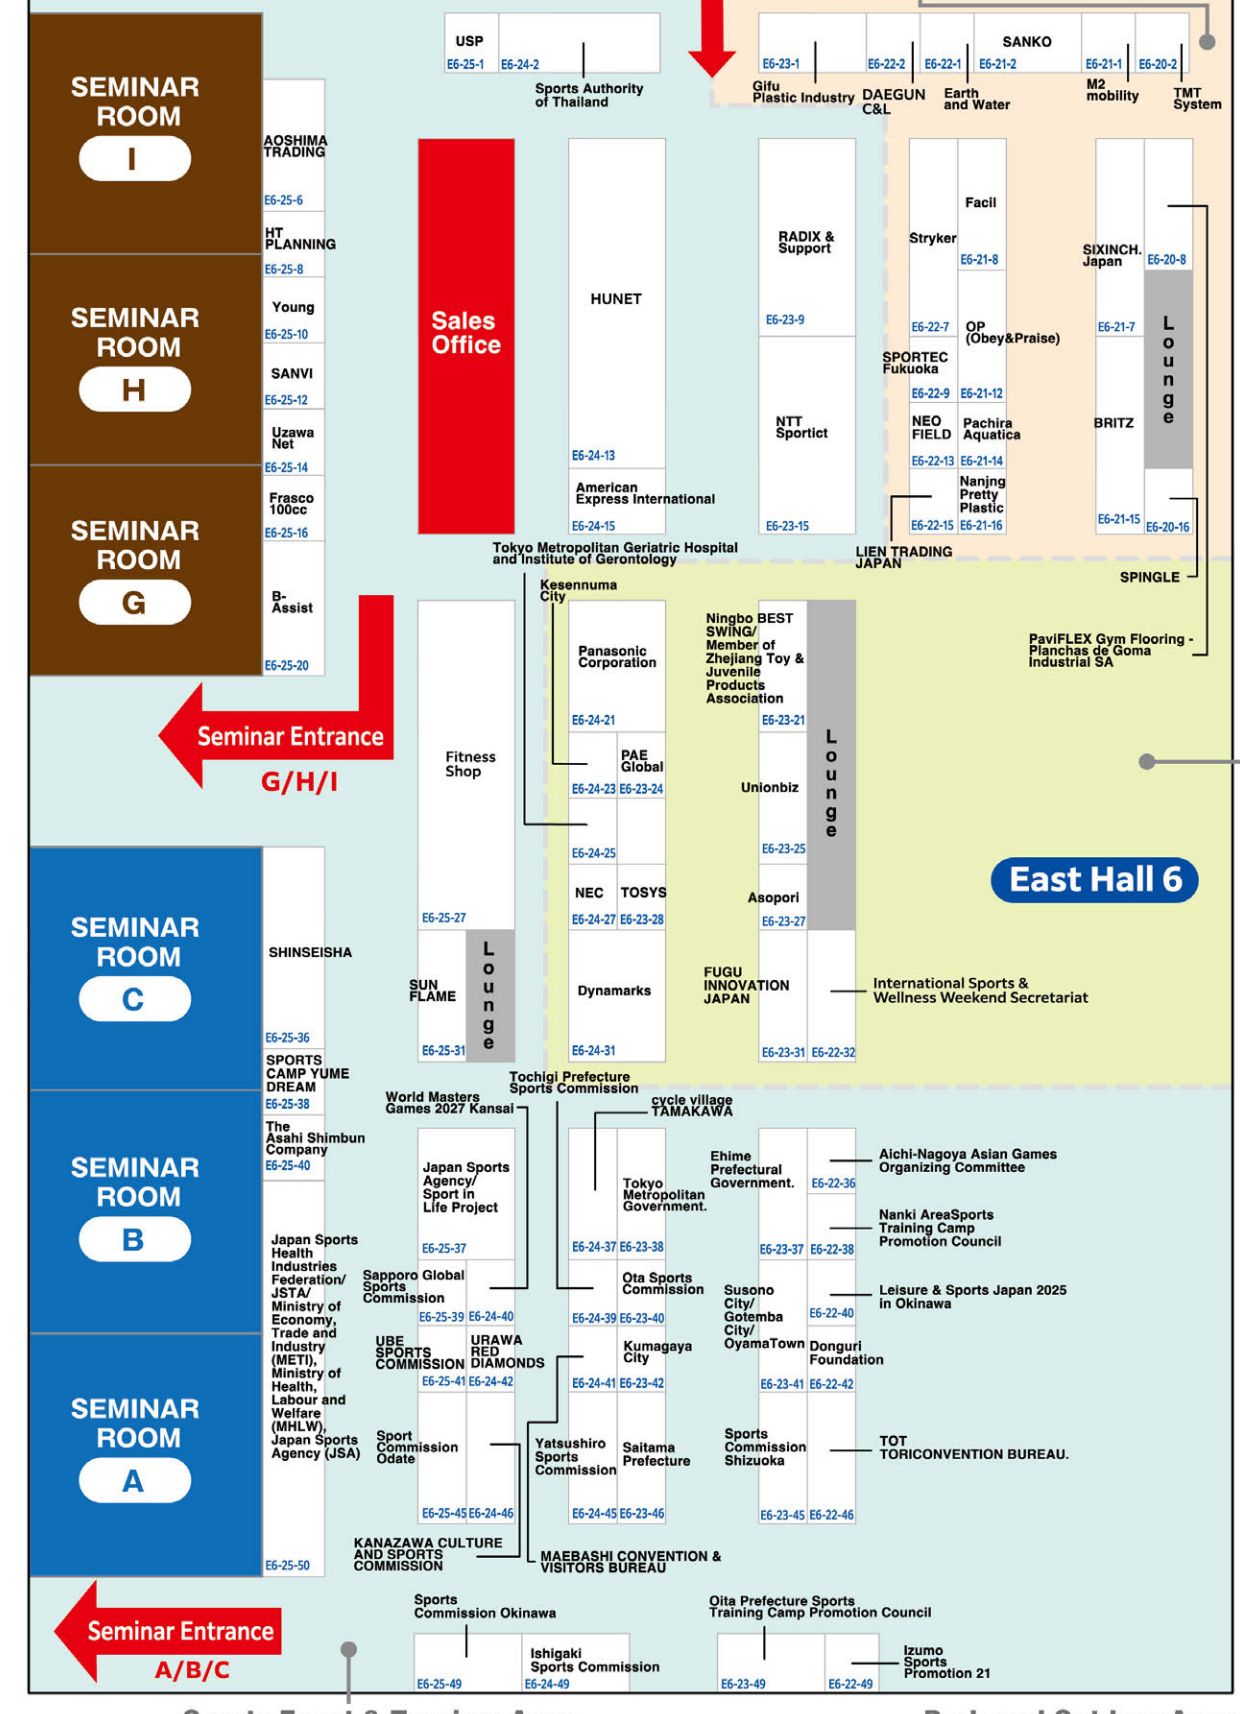 SEMINAR
ROOM
I
SEMINAR
ROOM
H
SEMINAR
ROOM
G
Seminar Entrance
G/H/I
SEMINAR
ROOM
C
SEMINAR
ROOM
B
SEMINAR
ROOM
A
Seminar Entrance
A/B/C
AOSHIMA
TRADING
E6-25-6
HT
PLANNING
E6-25-8
Young
E6-25-10
SANVI
E6-25-12
Uzawa
Net
E6-25-14
Frasco
100cc
E6-25-16
B-
Assist
E6-25-20
SHINSEISHA
E6-25-36
SPORTS
CAMP YUME
DREAM
E6-25-38
The
Asahi Shimbun
Company
E6-25-40
Japan Sports
Health
Industries
Federation/
JSTA/
Ministry of
Economy,
Trade and
Industry
(METI),
Ministry of
Health,
Labour and
Welfare
(MHLW),
Japan Sports
Agency (JSA)
E6-25-50
USP
E6-25-1
E6-24-2
Sports Authority
of Thailand
E6-23-1
Gifu
Plastic Industry
E6-22-2
DAEGUN
C&L
E6-22-1
Earth
and Water
SANKO
E6-21-2
E6-21-1
M2
mobility
E6-20-2
TMT
System
Sales
Office
HUNET
E6-24-13
American
Express International
E6-24-15
RADIX &
Support
E6-23-9
NTT
Sportict
E6-23-15
Stryker
E6-22-7
Facil
E6-21-8
SPORTEC
Fukuoka
E6-22-9
OP
(Obey&Praise)
E6-21-12
NEO
FIELD
E6-22-13
Pachira
Aquatica
E6-21-14
E6-22-15
LIEN TRADING
JAPAN
Nanjng
Pretty
Plastic
E6-21-16
SIXINCH.
Japan
E6-21-7
E6-20-8
Lounge
BRITZ
E6-21-15
E6-20-16
SPINGLE
PaviFLEX Gym Flooring -
Planchas de Goma
Industrial SA
Tokyo Metropolitan Geriatric Hospital
and Institute of Gerontology
Kesennuma
City
Fitness
Shop
E6-25-27
SUN
FLAME
E6-25-31
Lounge
Panasonic
Corporation
E6-24-21
E6-24-23
PAE
Global
E6-23-24
E6-24-25
NEC
E6-24-27
TOSYS
E6-23-28
Dynamarks
E6-24-31
Ningbo BEST
SWING/
Member of
Zhejiang Toy &
Juvenile
Products
Association
E6-23-21
Unionbiz
E6-23-25
Asopori
E6-23-27
Lounge
FUGU
INNOVATION
JAPAN
E6-23-31
E6-22-32
International Sports &
Wellness Weekend Secretariat
East Hall 6
World Masters
Games 2027 Kansai
Tochigi Prefecture
Sports Commission
cycle village
TAMAKAWA
Japan Sports
Agency/
Sport in
Life Project
E6-25-37
Sapporo Global
Sports
Commission
E6-25-39
E6-24-40
UBE
SPORTS
COMMISSION
E6-25-41
URAWA
RED
DIAMONDS
E6-24-42
Sport
Commission
Odate
E6-25-45
E6-24-46
KANAZAWA CULTURE
AND SPORTS
COMMISSION
E6-24-37
Tokyo
Metropolitan
Government.
E6-23-38
E6-24-39
Ota Sports
Commission
E6-23-40
E6-24-41
Kumagaya
City
E6-23-42
Yatsushiro
Sports
Commission
E6-24-45
Saitama
Prefecture
E6-23-46
MAEBASHI CONVENTION &
VISITORS BUREAU
Ehime
Prefectural
Government.
E6-23-37
E6-22-36
Aichi-Nagoya Asian Games
Organizing Committee
E6-22-38
Nanki AreaSports
Training Camp
Promotion Council
Susono
City/
Gotemba
City/
OyamaTown
E6-23-41
E6-22-40
Leisure & Sports Japan 2025
in Okinawa
Donguri
Foundation
E6-22-42
Sports
Commission
Shizuoka
E6-23-45
E6-22-46
TOT
TORICONVENTION BUREAU.
Sports
Commission Okinawa
E6-25-49
Ishigaki
Sports Commission
E6-24-49
Oita Prefecture Sports
Training Camp Promotion Council
E6-23-49
E6-22-49
Izumo
Sports
Promotion 21